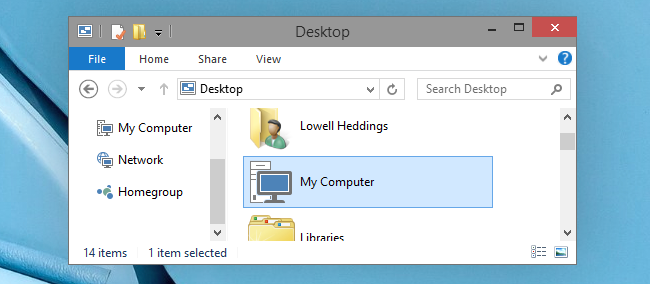 Desktop
File Home Share View
Desktop
Search Desktop
My Computer
Network
Homegroup
Lowell Heddings
My Computer
Libraries
14 items 1 item selected